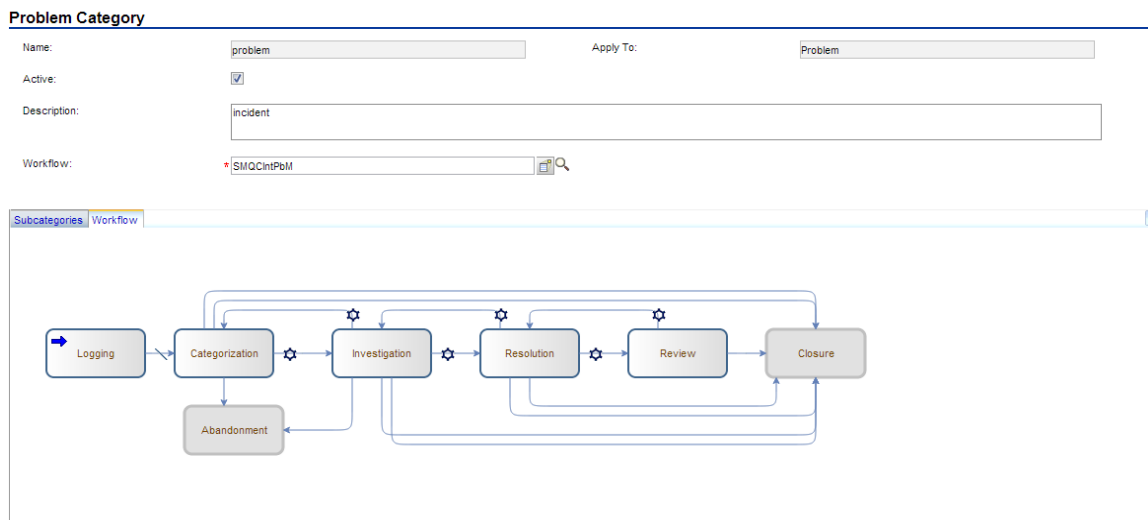 Problem Category
Name: problem Apply To: Problem
Active:
Description: incident
Workflow: * SMQCIntPbM
Subcategories Workflow
Logging Categorization Investigation Resolution Review Closure
Abandonment